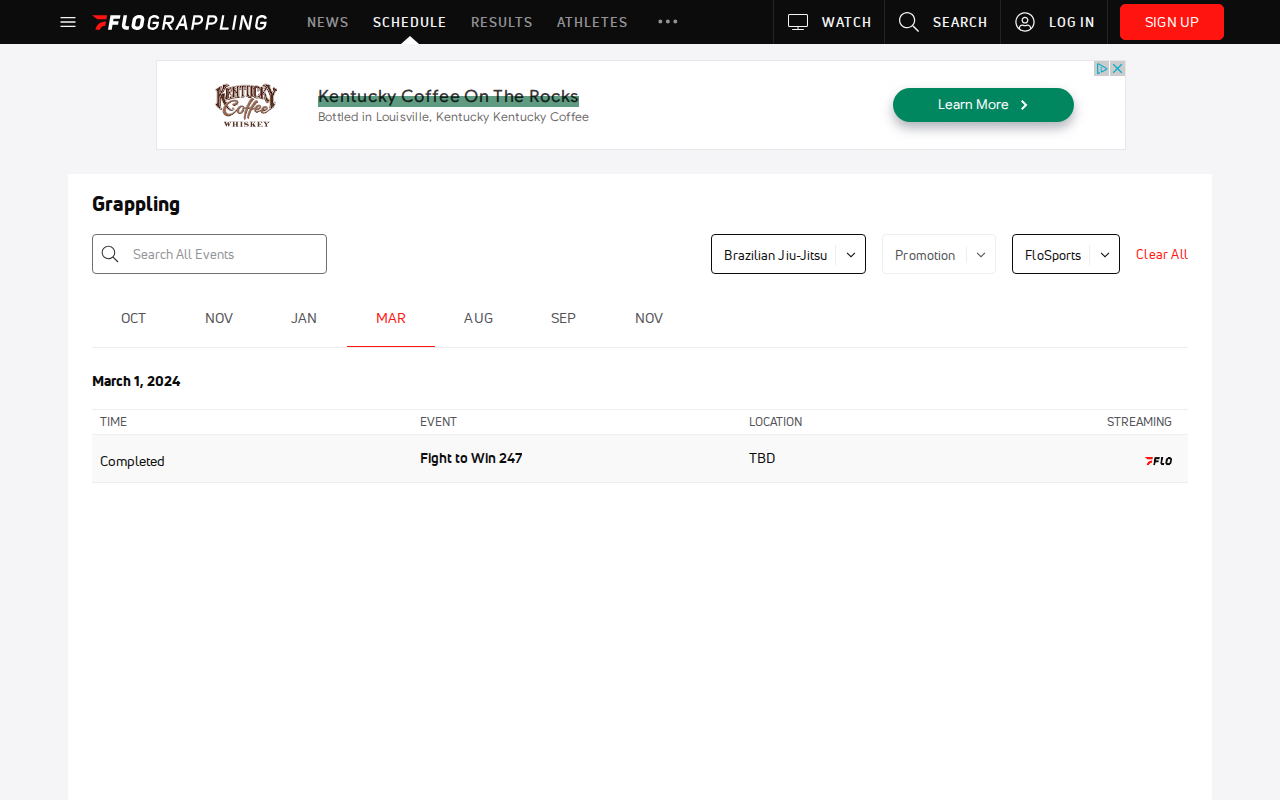 FLOGRAPPLING NEWS SCHEDULE RESULTS ATHLETES WATCH SEARCH LOG IN SIGN UP
KENTUCKY
Coffee
WHISKEY
Kentucky Coffee On The Rocks
Bottled in Louisville, Kentucky Kentucky Coffee
Learn More
Grappling
Search All Events Brazilian Jiu-Jitsu Promotion FloSports Clear All
OCT NOV JAN MAR AUG SEP NOV
March 1, 2024
TIME EVENT LOCATION STREAMING
Completed Fight to Win 247 TBD FLO